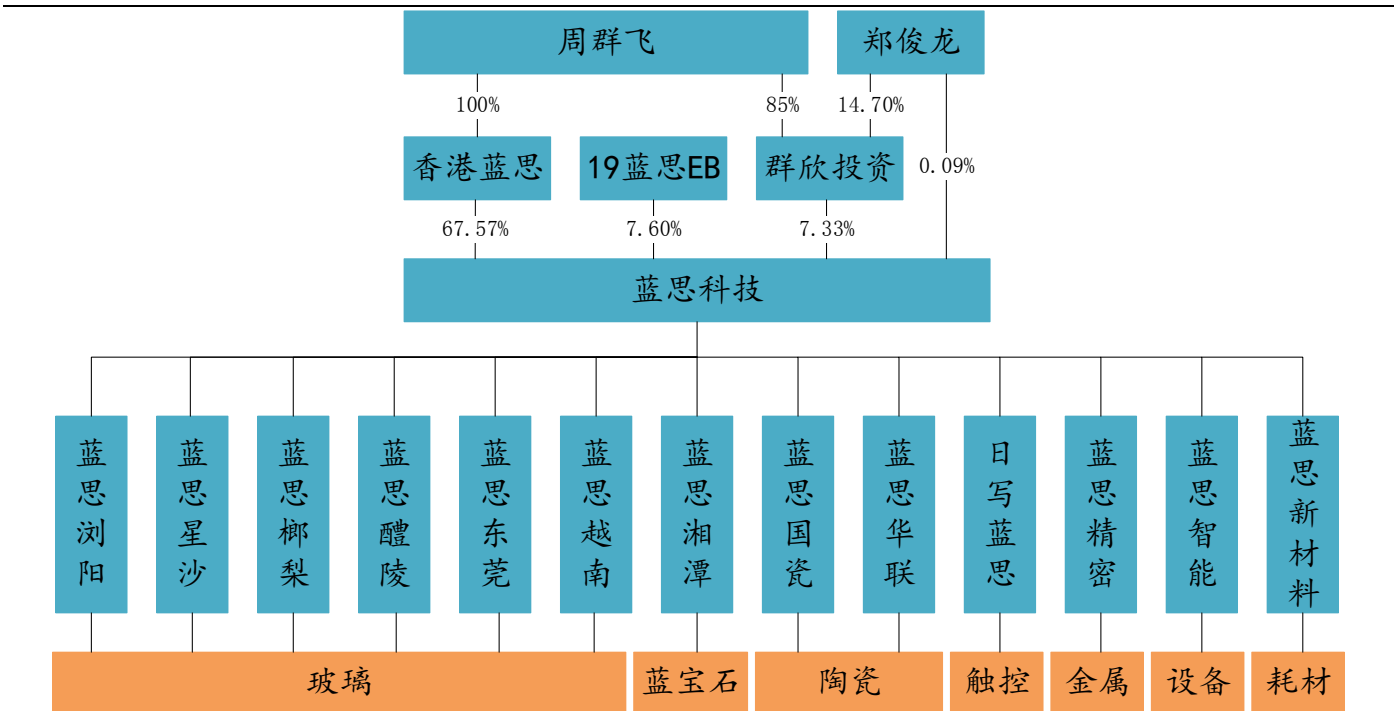 周群飞
郑俊龙
100%
85%
14.70%
香港蓝思
19蓝思EB
群欣投资
0.09%
67.57%
7.60%
7.33%
蓝思科技
蓝思浏阳
蓝思星沙
蓝思榔梨
蓝思醴陵
蓝思东莞
蓝思越南
蓝思湘潭
蓝思国瓷
蓝思华联
日写蓝思
蓝思精密
蓝思智能
蓝思新材料
玻璃
蓝宝石
陶瓷
触控
金属
设备
耗材